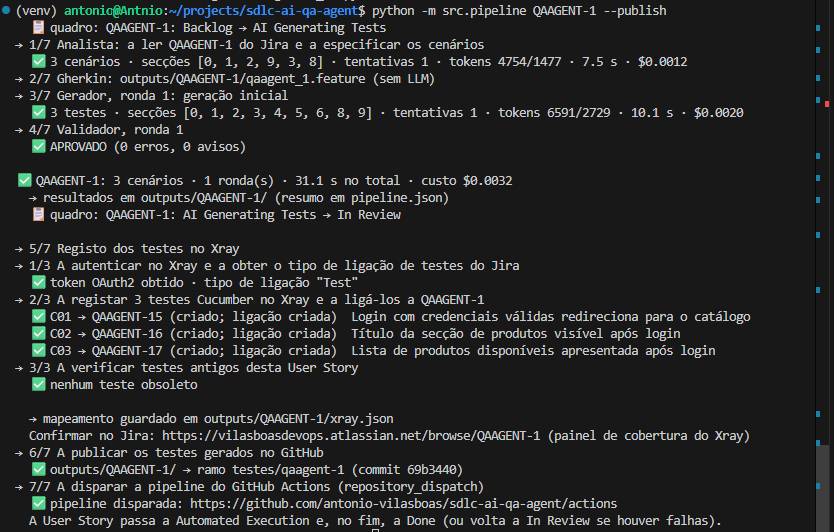 (venv) antonio@Antnio:~/projects/sdlc-ai-qa-agent$ python -m src.pipeline QAAGENT-1 --publish
📋 quadro: QAAGENT-1: Backlog → AI Generating Tests
→ 1/7 Analista: a ler QAAGENT-1 do Jira e a especificar os cenários
✅ 3 cenários · secções [0, 1, 2, 9, 3, 8] · tentativas 1 · tokens 4754/1477 · 7.5 s · $0.0012
→ 2/7 Gherkin: outputs/QAAGENT-1/qaagent_1.feature (sem LLM)
→ 3/7 Gerador, ronda 1: geração inicial
✅ 3 testes · secções [0, 1, 2, 3, 4, 5, 6, 8, 9] · tentativas 1 · tokens 6591/2729 · 10.1 s · $0.0020
→ 4/7 Validador, ronda 1
✅ APROVADO (0 erros, 0 avisos)
✅ QAAGENT-1: 3 cenários · 1 ronda(s) · 31.1 s no total · custo $0.0032
→ resultados em outputs/QAAGENT-1/ (resumo em pipeline.json)
📋 quadro: QAAGENT-1: AI Generating Tests → In Review
→ 5/7 Registo dos testes no Xray
→ 1/3 A autenticar no Xray e a obter o tipo de ligação de testes do Jira
✅ token OAuth2 obtido · tipo de ligação "Test"
→ 2/3 A registar 3 testes Cucumber no Xray e a ligá-los a QAAGENT-1
✅ C01 → QAAGENT-15 (criado; ligação criada)  Login com credenciais válidas redireciona para o catálogo
✅ C02 → QAAGENT-16 (criado; ligação criada)  Título da secção de produtos visível após login
✅ C03 → QAAGENT-17 (criado; ligação criada)  Lista de produtos disponíveis apresentada após login
→ 3/3 A verificar testes antigos desta User Story
✅ nenhum teste obsoleto
→ mapeamento guardado em outputs/QAAGENT-1/xray.json
Confirmar no Jira: https://vilasboasdevops.atlassian.net/browse/QAAGENT-1 (painel de cobertura do Xray)
→ 6/7 A publicar os testes gerados no GitHub
✅ outputs/QAAGENT-1/ → ramo testes/qaagent-1 (commit 69b3440)
→ 7/7 A disparar a pipeline do GitHub Actions (repository_dispatch)
✅ pipeline disparada: https://github.com/antonio-vilasboas/sdlc-ai-qa-agent/actions
A User Story passa a Automated Execution e, no fim, a Done (ou volta a In Review se houver falhas).